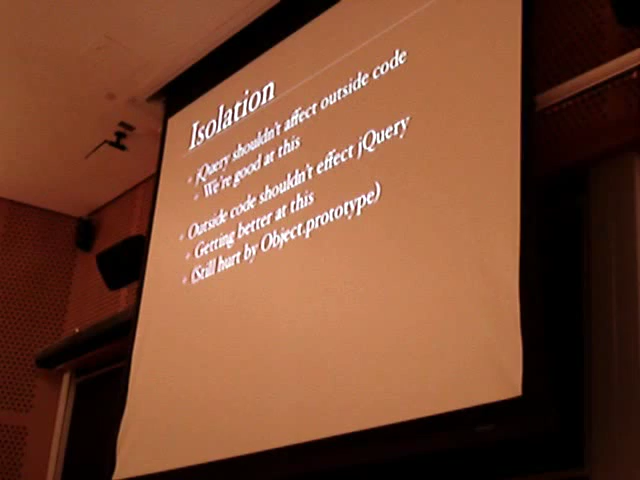 Isolation
• jQuery shouldn't affect outside code
• We're good at this
• Outside code shouldn't effect jQuery
• Getting better at this
• (Still hurt by Object.prototype)